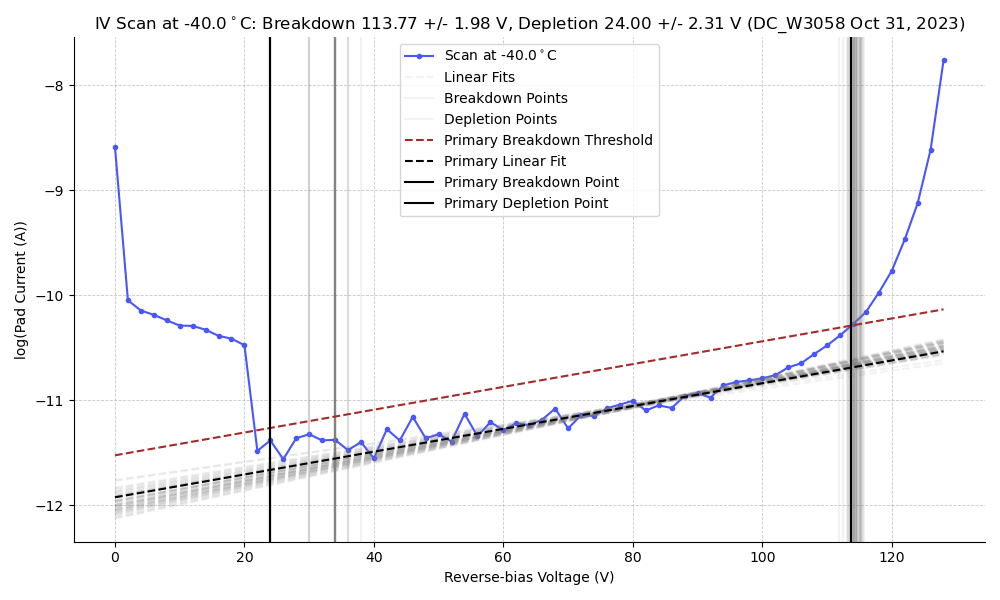 IV Scan at -40.0°C: Breakdown 113.77 +/- 1.98 V, Depletion 24.00 +/- 2.31 V (DC_W3058 Oct 31, 2023)
Scan at -40.0°C
Linear Fits
Breakdown Points
Depletion Points
Primary Breakdown Threshold
Primary Linear Fit
Primary Breakdown Point
Primary Depletion Point
log(Pad Current (A))
−8
−9
−10
−11
−12
0 20 40 60 80 100 120
Reverse-bias Voltage (V)